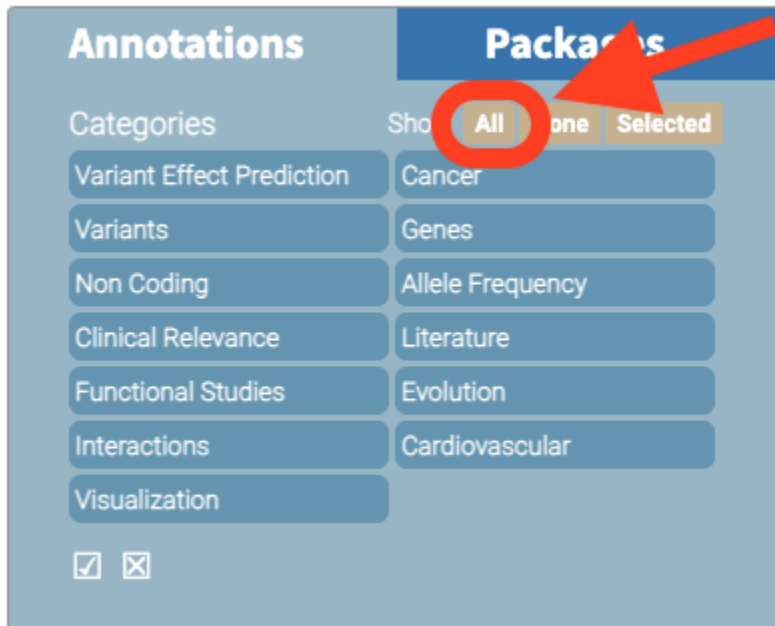 Annotations Packages
Categories All Selected
Variant Effect Prediction Cancer
Variants Genes
Non Coding Allele Frequency
Clinical Relevance Literature
Functional Studies Evolution
Interactions Cardiovascular
Visualization